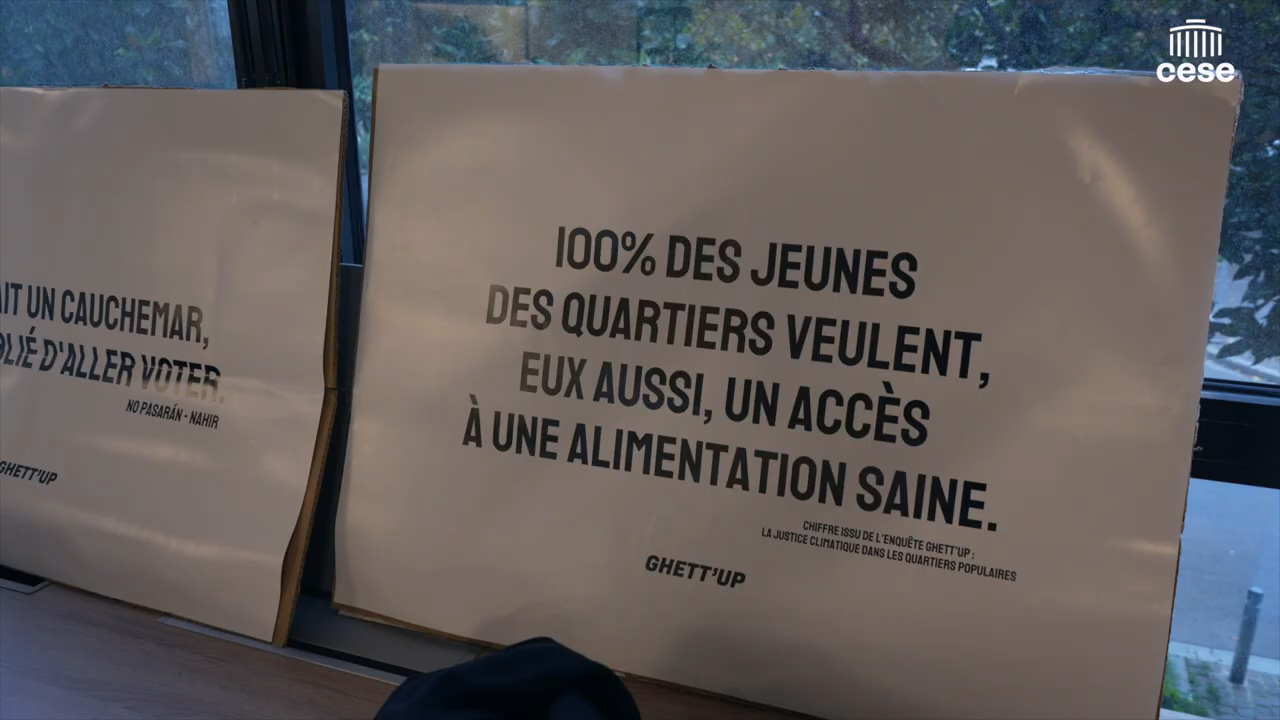 cese
AIT UN CAUCHEMAR,
BLIÉ D'ALLER VOTER.
NO PASARÁN - NAHIR
GHETT'UP
100% DES JEUNES
DES QUARTIERS VEULENT,
EUX AUSSI, UN ACCÈS
À UNE ALIMENTATION SAINE.
CHIFFRE ISSU DE L'ENQUÊTE GHETT'UP :
LA JUSTICE CLIMATIQUE DANS LES QUARTIERS POPULAIRES
GHETT'UP